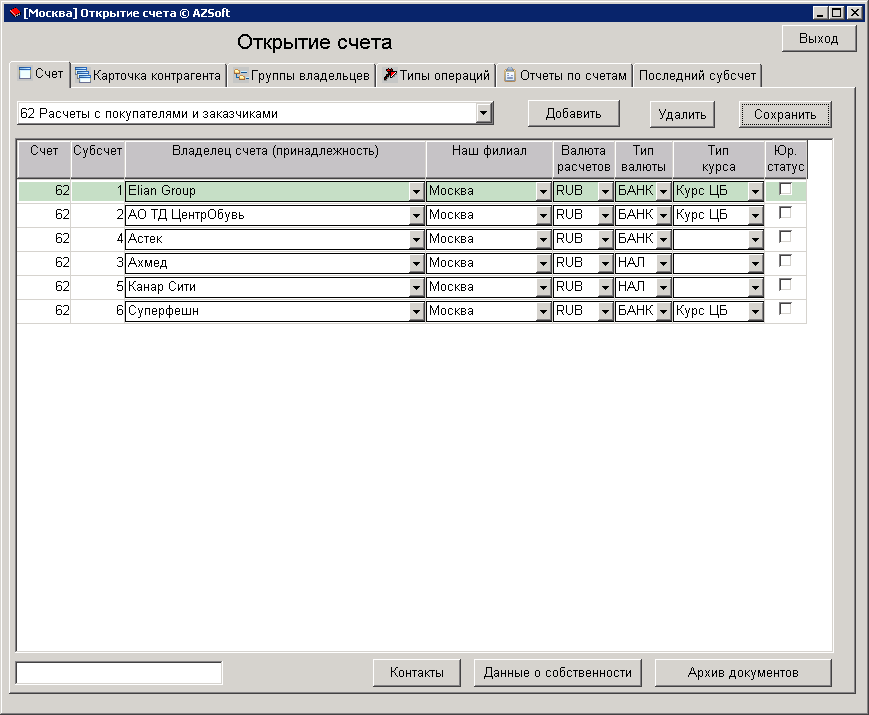 [Москва] Открытие счета © AZSoft
Открытие счета
Выход
Счет Карточка контрагента Группы владельцев Типы операций Отчеты по счетам Последний субсчет
62 Расчеты с покупателями и заказчиками Добавить Удалить Сохранить
Счет Субсчет Владелец счета (принадлежность) Наш филиал Валюта расчетов Тип валюты Тип курса Юр. статус
62 1 Elian Group Москва RUB БАНК Курс ЦБ
62 2 АО ТД ЦентрОбувь Москва RUB БАНК Курс ЦБ
62 4 Астек Москва RUB БАНК
62 3 Ахмед Москва RUB НАЛ
62 5 Канар Сити Москва RUB НАЛ
62 6 Суперфешн Москва RUB БАНК Курс ЦБ
Контакты Данные о собственности Архив документов